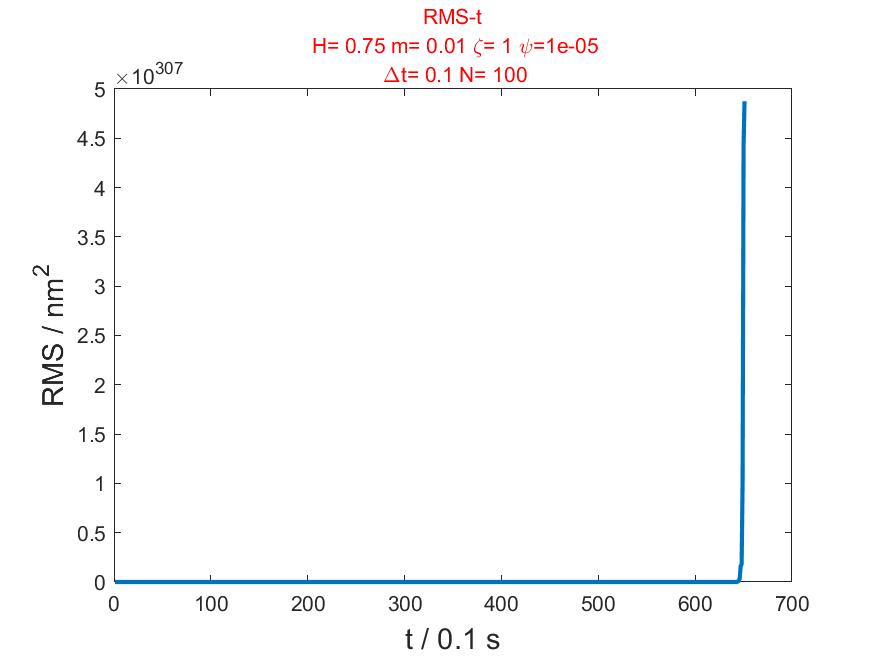 RMS-t
H= 0.75 m= 0.01 ζ= 1 ψ=1e-05
Δt= 0.1 N= 100
×10^307
5
4.5
4
3.5
3
2.5
2
1.5
1
0.5
0
RMS / nm^2
0 100 200 300 400 500 600 700
t / 0.1 s